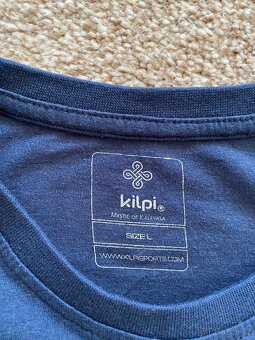 kilpi®
MYSTIC OF KALEVALA
SIZE L
WWW.KILPISPORTS.COM